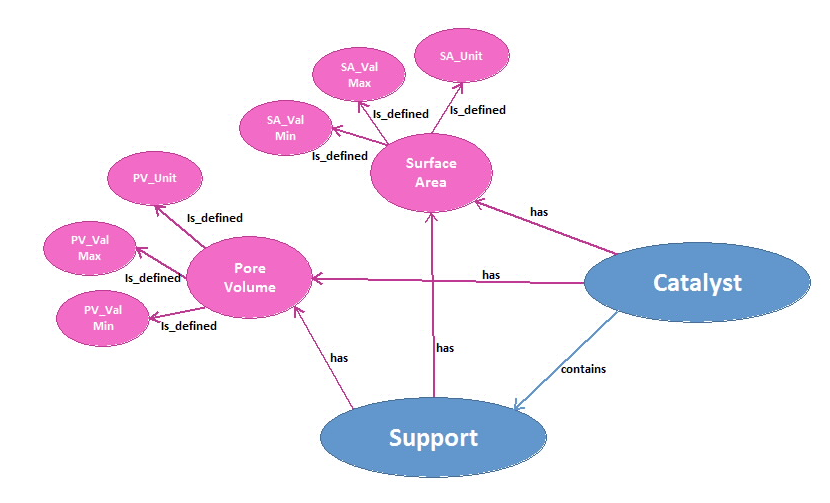 SA_Unit
SA_Val
Max
Is_defined
Is_defined
SA_Val
Min
Is_defined
Surface
Area
PV_Unit
has
Is_defined
PV_Val
Max
Is_defined
Pore
Volume
has
Catalyst
PV_Val
Min
Is_defined
has
has
contains
Support